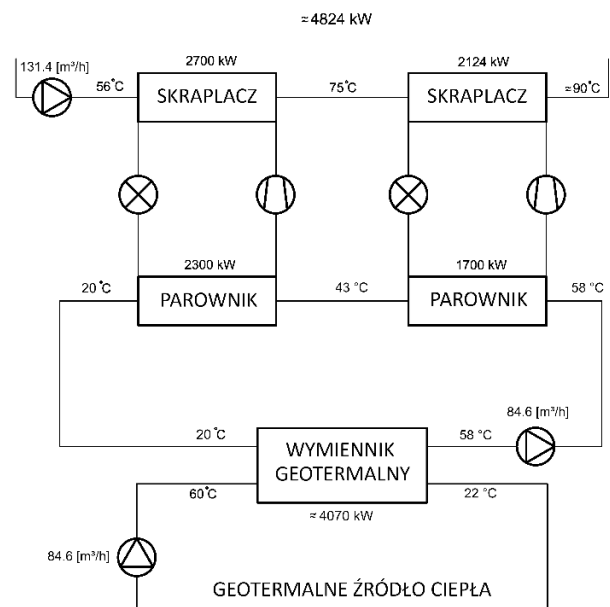 ≈4824 kW
2700 kW
2124 kW
131.4 [m³/h]
56°C
SKRAPLACZ
75°C
SKRAPLACZ
≈90°C
2300 kW
1700 kW
20°C
PAROWNIK
43 °C
PAROWNIK
58 °C
84.6 [m³/h]
20°C
WYMIENNIK
GEOTERMALNY
58 °C
60°C
22 °C
≈4070 kW
84.6 [m³/h]
GEOTERMALNE ŹRÓDŁO CIEPŁA